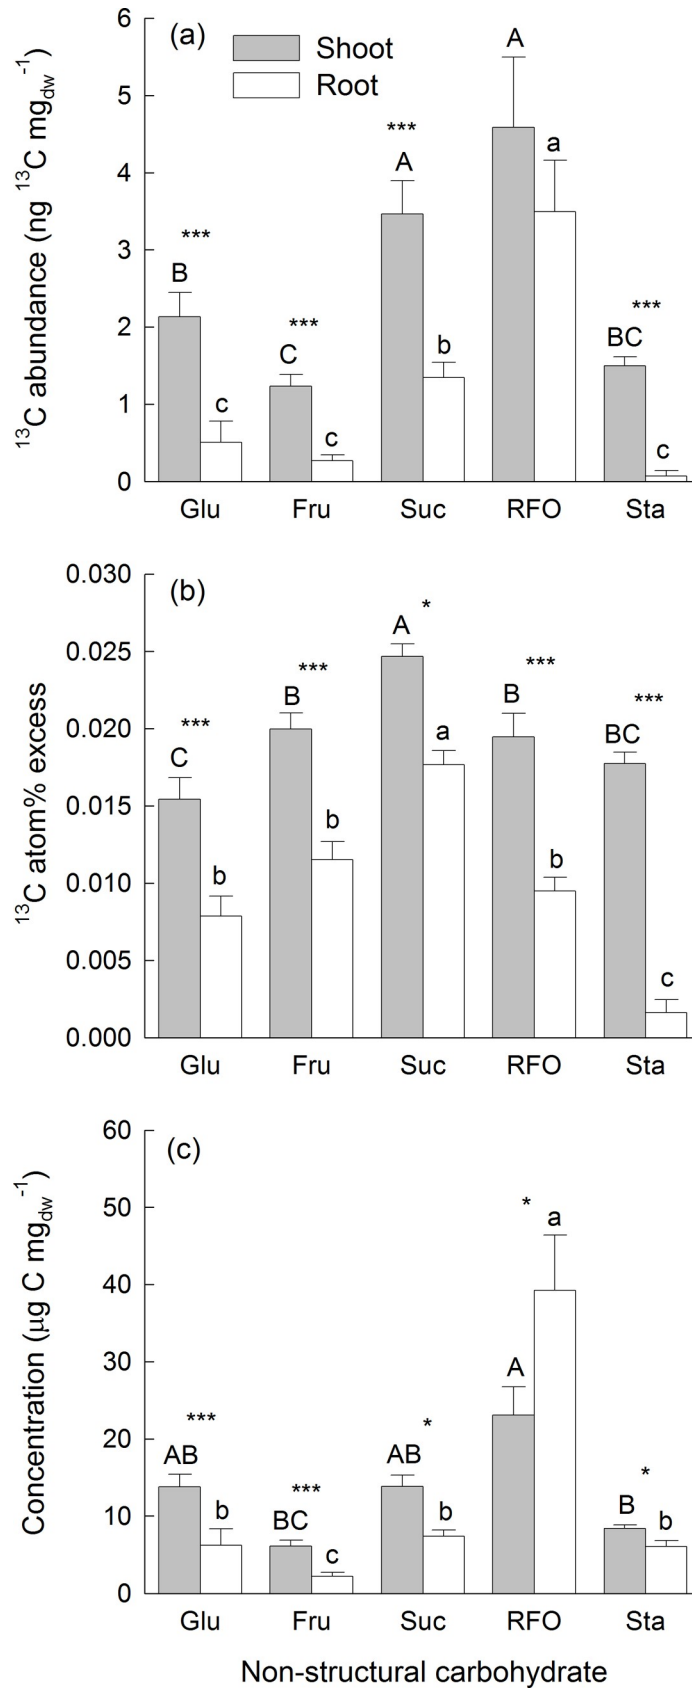 (a)
Shoot
Root
¹³C abundance (ng ¹³C mg_dw⁻¹)
6
5
4
3
2
1
0
***
B
c
***
C
c
***
A
b
A
a
***
BC
c
Glu Fru Suc RFO Sta
(b)
¹³C atom% excess
0.030
0.025
0.020
0.015
0.010
0.005
0.000
***
C
b
***
B
b
*
A
a
***
B
b
***
BC
c
Glu Fru Suc RFO Sta
(c)
Concentration (µg C mg_dw⁻¹)
60
50
40
30
20
10
0
***
AB
b
***
BC
c
*
AB
b
*
A
a
*
B
b
Glu Fru Suc RFO Sta
Non-structural carbohydrate